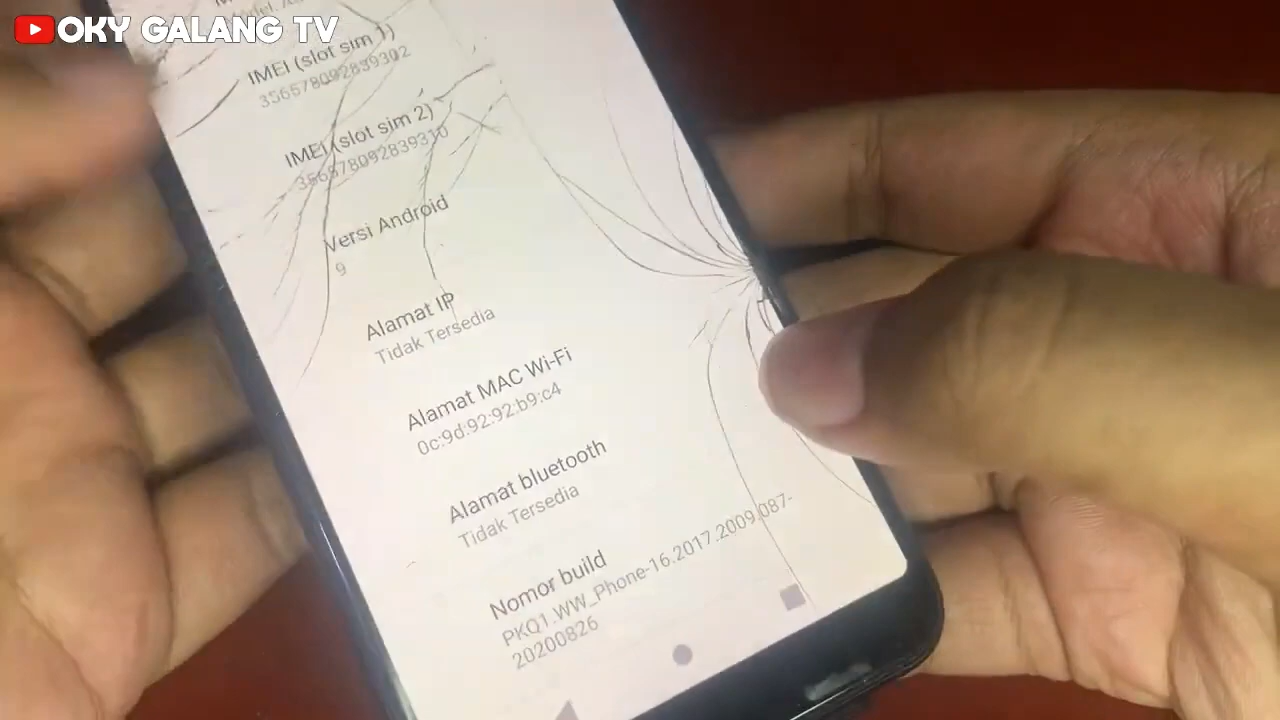 OKY GALANG TV
IMEI (slot sim 1)
356578092839302
IMEI (slot sim 2)
356578092839310
Versi Android
9
Alamat IP
Tidak Tersedia
Alamat MAC Wi-Fi
0c:9d:92:92:b9:c4
Alamat bluetooth
Tidak Tersedia
Nomor build
PKQ1.WW_Phone-16.2017.2009.087-
20200826